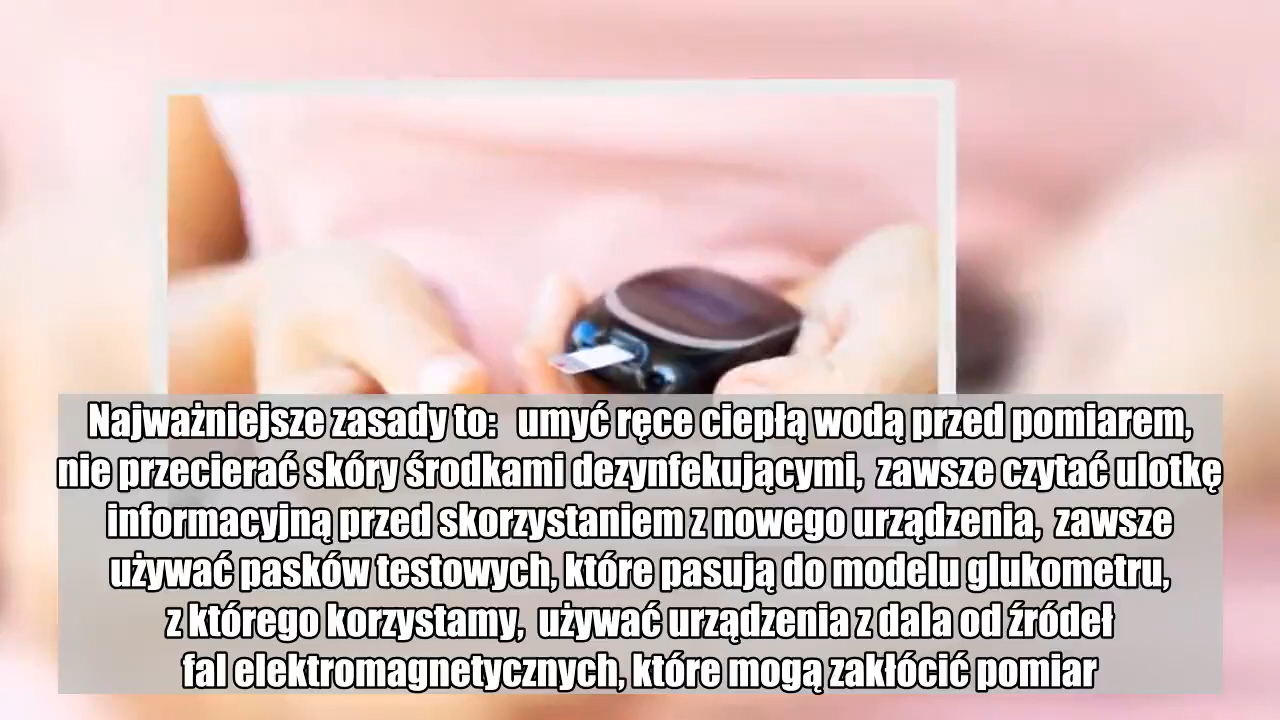 Najważniejsze zasady to: umyć ręce ciepłą wodą przed pomiarem,
nie przecierać skóry środkami dezynfekującymi, zawsze czytać ulotkę
informacyjną przed skorzystaniem z nowego urządzenia, zawsze
używać pasków testowych, które pasują do modelu glukometru,
z którego korzystamy, używać urządzenia z dala od źródeł
fal elektromagnetycznych, które mogą zakłócić pomiar